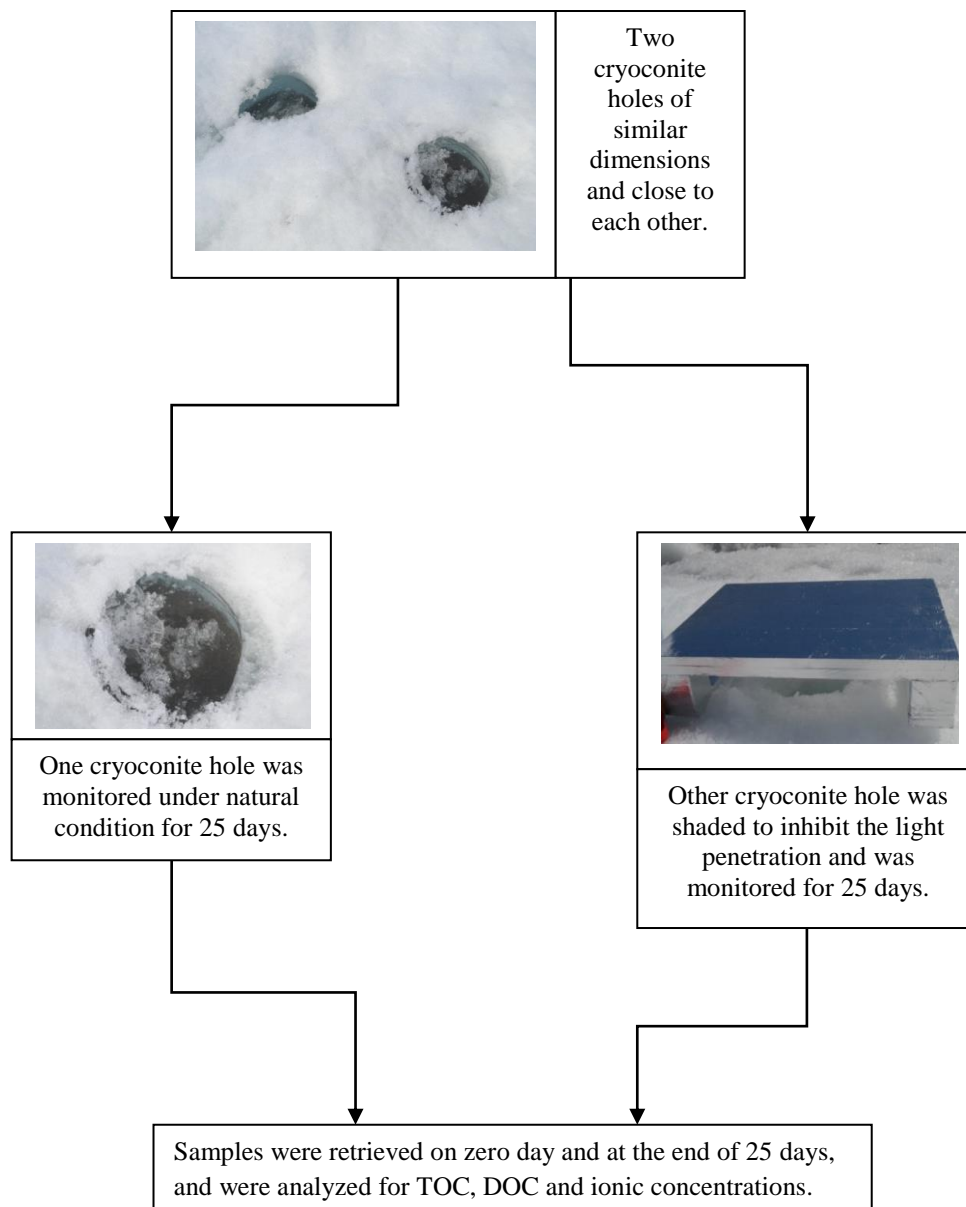 Two
cryoconite
holes of
similar
dimensions
and close to
each other.
One cryoconite hole was
monitored under natural
condition for 25 days.
Other cryoconite hole was
shaded to inhibit the light
penetration and was
monitored for 25 days.
Samples were retrieved on zero day and at the end of 25 days,
and were analyzed for TOC, DOC and ionic concentrations.